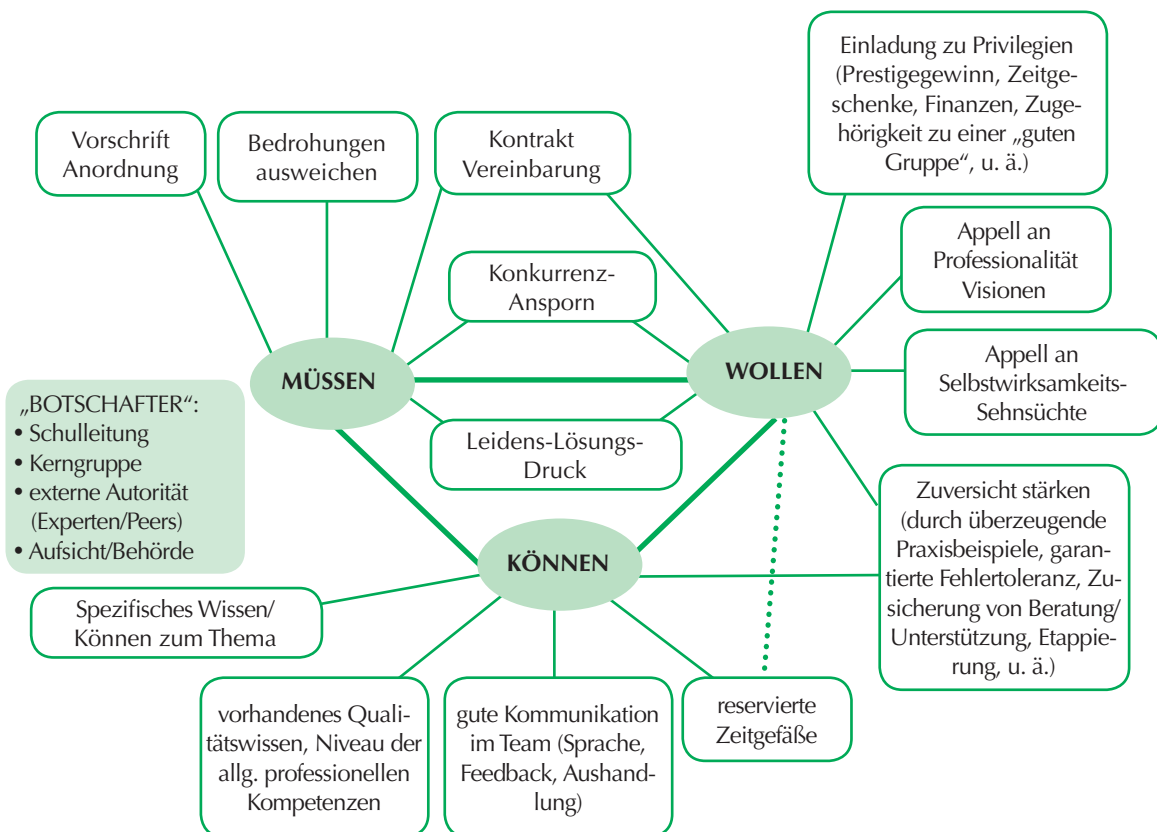 Einladung zu Privilegien
(Prestigegewinn, Zeitge-
schenke, Finanzen, Zuge-
hörigkeit zu einer „guten
Gruppe“, u. ä.)
Vorschrift
Anordnung
Bedrohungen
ausweichen
Kontrakt
Vereinbarung
Appell an
Professionalität
Visionen
Konkurrenz-
Ansporn
MÜSSEN
WOLLEN
Appell an
Selbstwirksamkeits-
Sehnsüchte
„BOTSCHAFTER“:
• Schulleitung
• Kerngruppe
• externe Autorität
(Experten/Peers)
• Aufsicht/Behörde
Leidens-Lösungs-
Druck
Zuversicht stärken
(durch überzeugende
Praxisbeispiele, garan-
tierte Fehlertoleranz, Zu-
sicherung von Beratung/
Unterstützung, Etappie-
rung, u. ä.)
KÖNNEN
Spezifisches Wissen/
Können zum Thema
vorhandenes Quali-
tätswissen, Niveau der
allg. professionellen
Kompetenzen
gute Kommunikation
im Team (Sprache,
Feedback, Aushand-
lung)
reservierte
Zeitgefäße